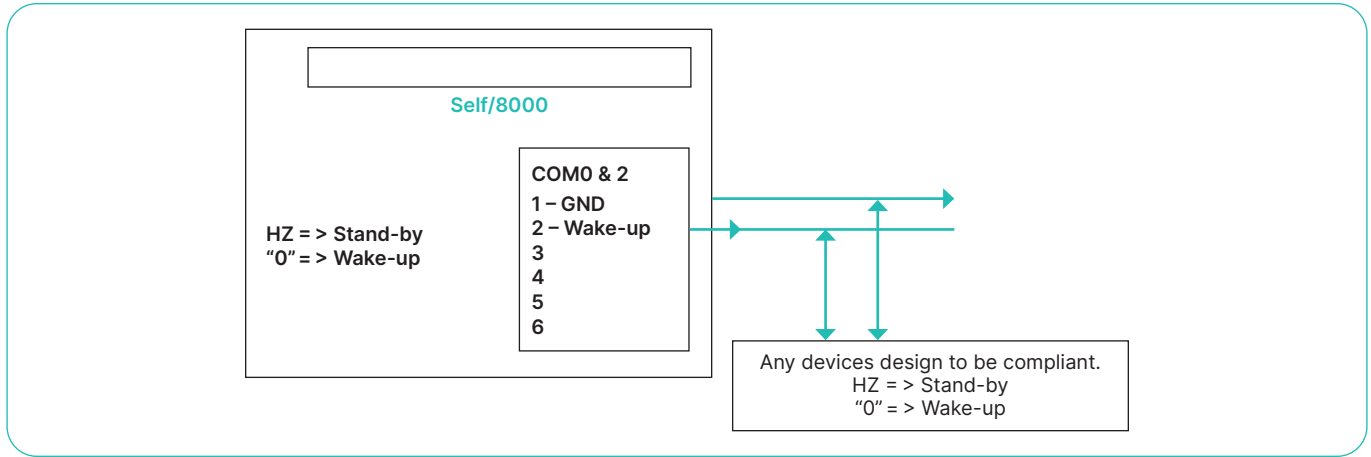 Self/8000
COM0 & 2
1 – GND
2 – Wake-up
3
4
5
6
HZ = > Stand-by
“0” = > Wake-up
Any devices design to be compliant.
HZ = > Stand-by
“0” = > Wake-up